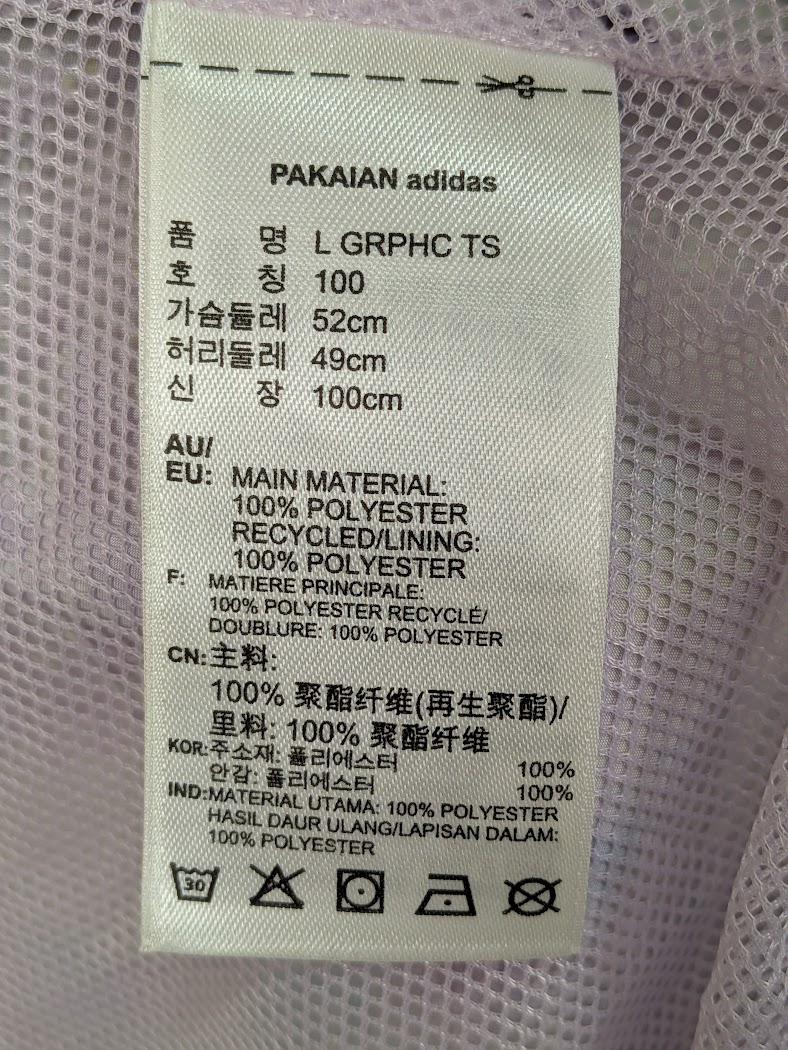 PAKAIAN adidas
품 명 L GRPHC TS
호 칭 100
가슴둘레 52cm
허리둘레 49cm
신 장 100cm
AU/
EU: MAIN MATERIAL:
100% POLYESTER
RECYCLED/LINING:
100% POLYESTER
F: MATIERE PRINCIPALE:
100% POLYESTER RECYCLÉ/
DOUBLURE: 100% POLYESTER
CN:主料:
100% 聚酯纤维(再生聚酯)/
里料: 100% 聚酯纤维
KOR:주소재: 폴리에스터 100%
안감: 폴리에스터 100%
IND:MATERIAL UTAMA: 100% POLYESTER
HASIL DAUR ULANG/LAPISAN DALAM:
100% POLYESTER
30